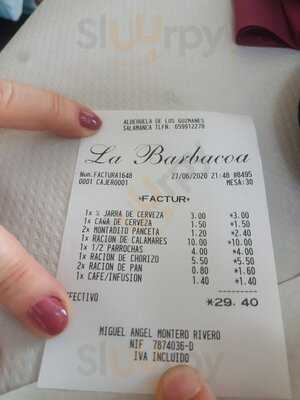 ALDEHUELA DE LOS GUZMANES
SALAMANCA TLFN. 659912279
La Barbacoa
Num.FACTURA1648 27/06/2020 21:48 #8495
0001 CAJERO001 MESA:30
*FACTUR*
1x ½ JARRA DE CERVEZA 3.00 *3.00
1x CAÑA DE CERVEZA 1.50 *1.50
2x MONTADITO PANCETA 1.20 *2.40
1x RACION DE CALAMARES 10.00 *10.00
1x 1/2 PARROCHAS 4.00 *4.00
1x RACION DE CHORIZO 5.50 *5.50
2x RACION DE PAN 0.80 *1.60
1x CAFE/INFUSION 1.40 *1.40
EFECTIVO *29.40
MIGUEL ANGEL MONTERO RIVERO
NIF 7874036-D
IVA INCLUIDO
Sluurpy